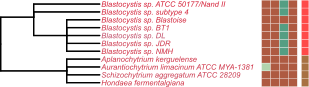 Blastocystis sp. ATCC 50177/Nand II
Blastocystis sp. subtype 4
Blastocystis sp. Blastoise
Blastocystis sp. BT1
Blastocystis sp. DL
Blastocystis sp. JDR
Blastocystis sp. NMH
Aplanochytrium kerguelense
Aurantiochytrium limacinum ATCC MYA-1381
Schizochytrium aggregatum ATCC 28209
Hondaea fermentalgiana